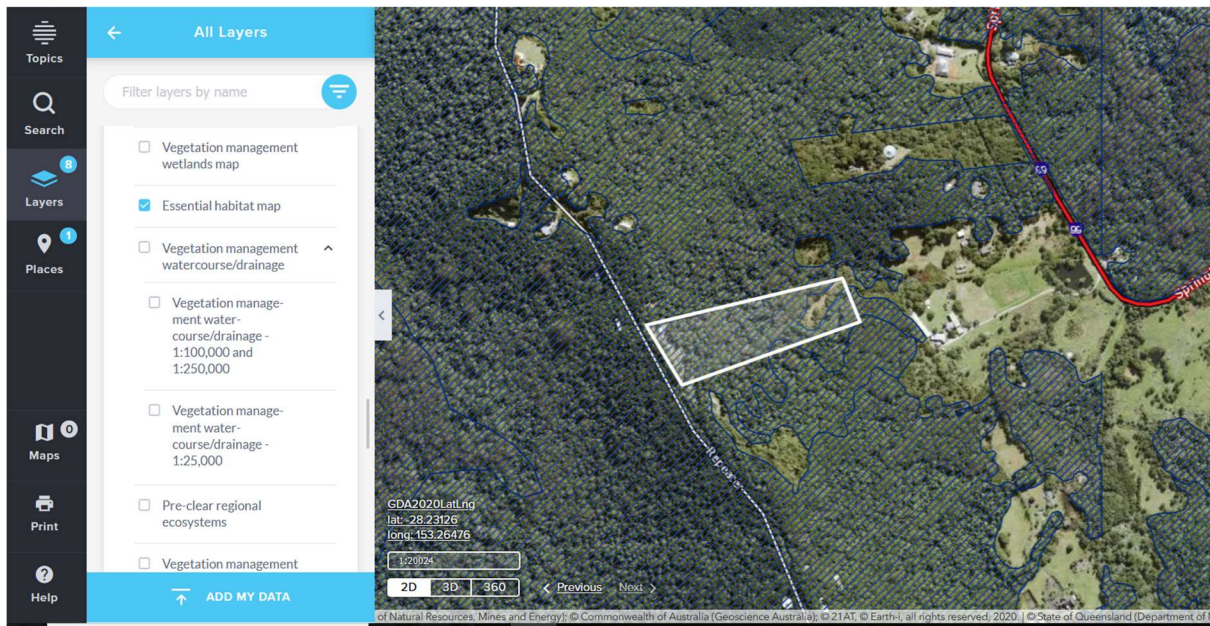 Topics
Search
8
Layers
1
Places
0
Maps
Print
Help
All Layers
Filter layers by name
Vegetation management
wetlands map
Essential habitat map
Vegetation management
watercourse/drainage
Vegetation manage-
ment water-
course/drainage -
1:100,000 and
1:250,000
Vegetation manage-
ment water-
course/drainage -
1:25,000
Pre-clear regional
ecosystems
Vegetation management
ADD MY DATA
99
99
GDA2020LatLng
lat: -28.23126
long: 153.26476
1:20024
2D 3D 360 Previous Next
of Natural Resources, Mines and Energy); © Commonwealth of Australia (Geoscience Australia); © 21AT, © Earth-i, all rights reserved, 2020. | © State of Queensland (Department of